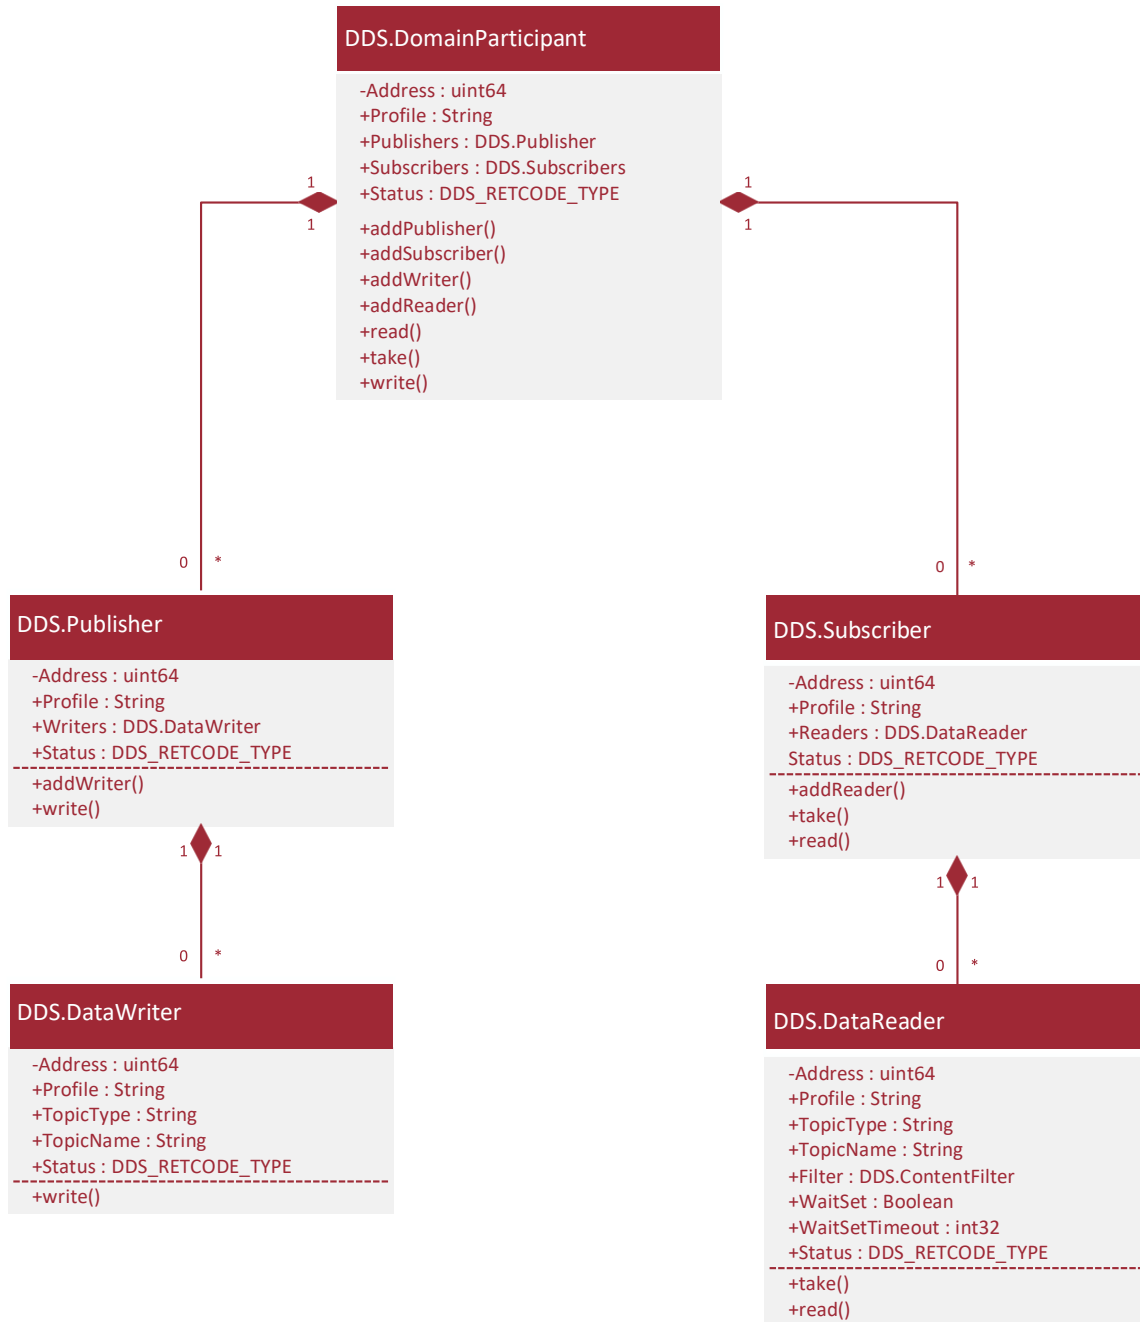 DDS.DomainParticipant
-Address : uint64
+Profile : String
+Publishers : DDS.Publisher
+Subscribers : DDS.Subscribers
+Status : DDS_RETCODE_TYPE
+addPublisher()
+addSubscriber()
+addWriter()
+addReader()
+read()
+take()
+write()
1
1
1
1
0 *
0 *
DDS.Publisher
-Address : uint64
+Profile : String
+Writers : DDS.DataWriter
+Status : DDS_RETCODE_TYPE
+addWriter()
+write()
1 1
0 *
DDS.Subscriber
-Address : uint64
+Profile : String
+Readers : DDS.DataReader
Status : DDS_RETCODE_TYPE
+addReader()
+take()
+read()
1 1
0 *
DDS.DataWriter
-Address : uint64
+Profile : String
+TopicType : String
+TopicName : String
+Status : DDS_RETCODE_TYPE
+write()
DDS.DataReader
-Address : uint64
+Profile : String
+TopicType : String
+TopicName : String
+Filter : DDS.ContentFilter
+WaitSet : Boolean
+WaitSetTimeout : int32
+Status : DDS_RETCODE_TYPE
+take()
+read()